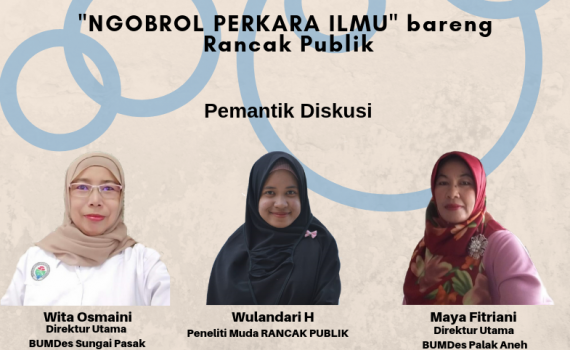 "NGOBROL PERKARA ILMU" bareng
Rancak Publik
Pemantik Diskusi
Wita Osmaini
Direktur Utama
BUMDes Sungai Pasak
Wulandari H
Peneliti Muda RANCAK PUBLIK
Maya Fitriani
Direktur Utama
BUMDes Palak Aneh